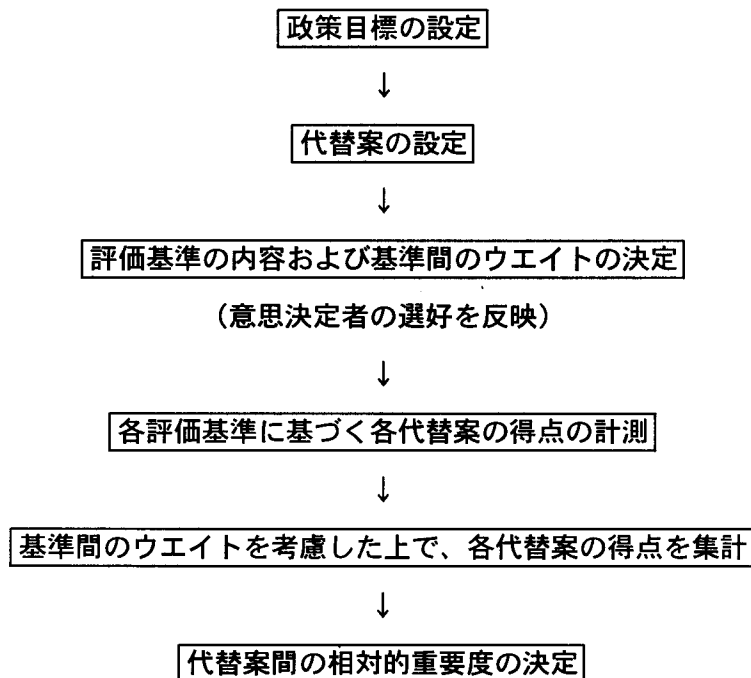 政策目標の設定
↓
代替案の設定
↓
評価基準の内容および基準間のウエイトの決定
（意思決定者の選好を反映）
↓
各評価基準に基づく各代替案の得点の計測
↓
基準間のウエイトを考慮した上で、各代替案の得点を集計
↓
代替案間の相対的重要度の決定